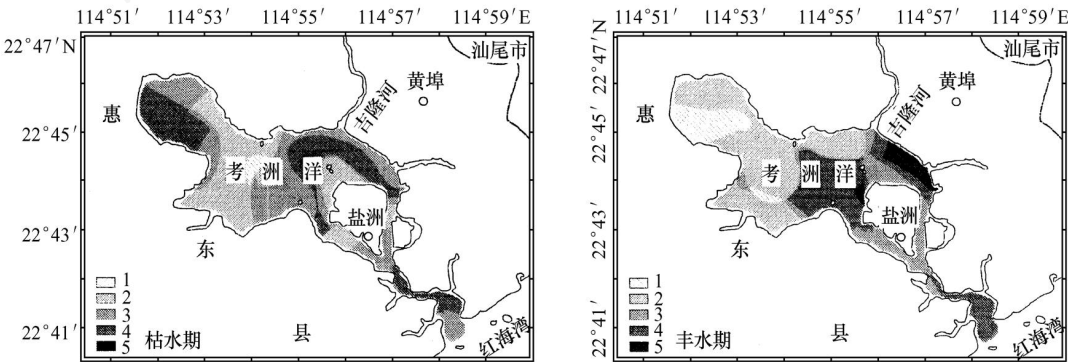 114°51′ 114°53′ 114°55′ 114°57′ 114°59′ E
22°47′ N
22°45′
22°43′
22°41′
汕尾市
黄埠
吉隆河
惠
考 洲 洋
盐洲
东
县
红海湾
1
2
3
4
5
枯水期
114°51′ 114°53′ 114°55′ 114°57′ 114°59′ E
22°47′ N
22°45′
22°43′
22°41′
汕尾市
黄埠
吉隆河
惠
考 洲 洋
盐洲
东
县
红海湾
1
2
3
4
5
丰水期